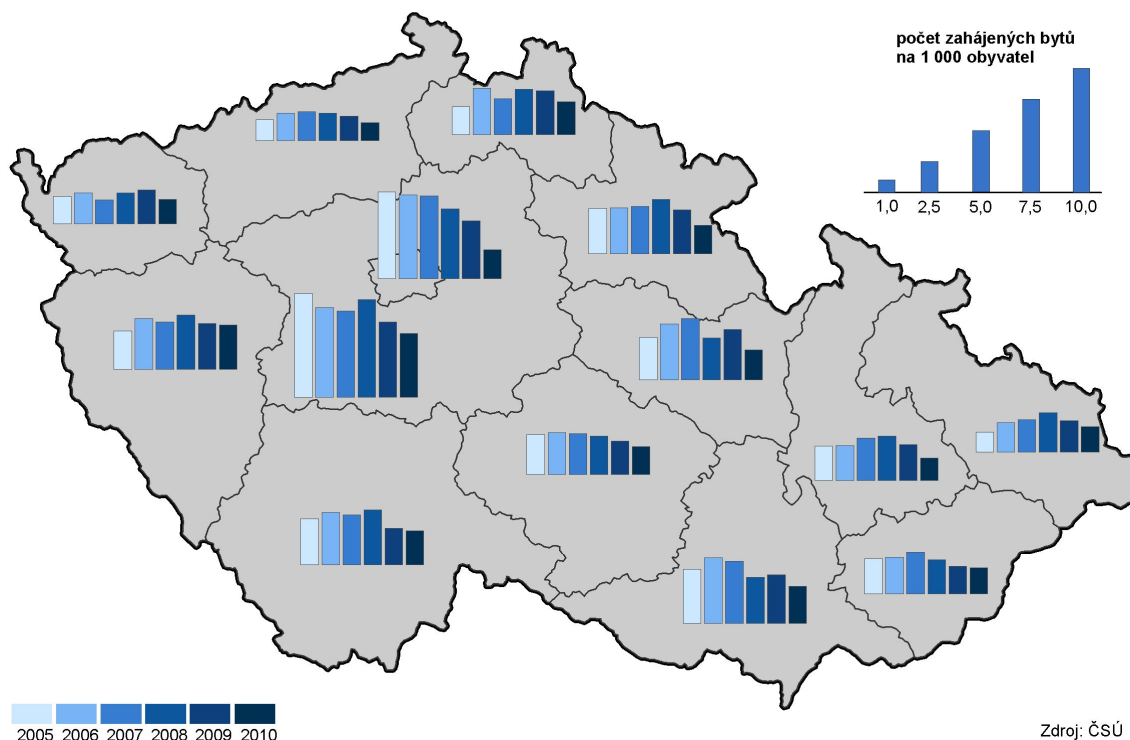 počet zahájených bytů
na 1 000 obyvatel
1,0 2,5 5,0 7,5 10,0
2005 2006 2007 2008 2009 2010
Zdroj: ČSÚ